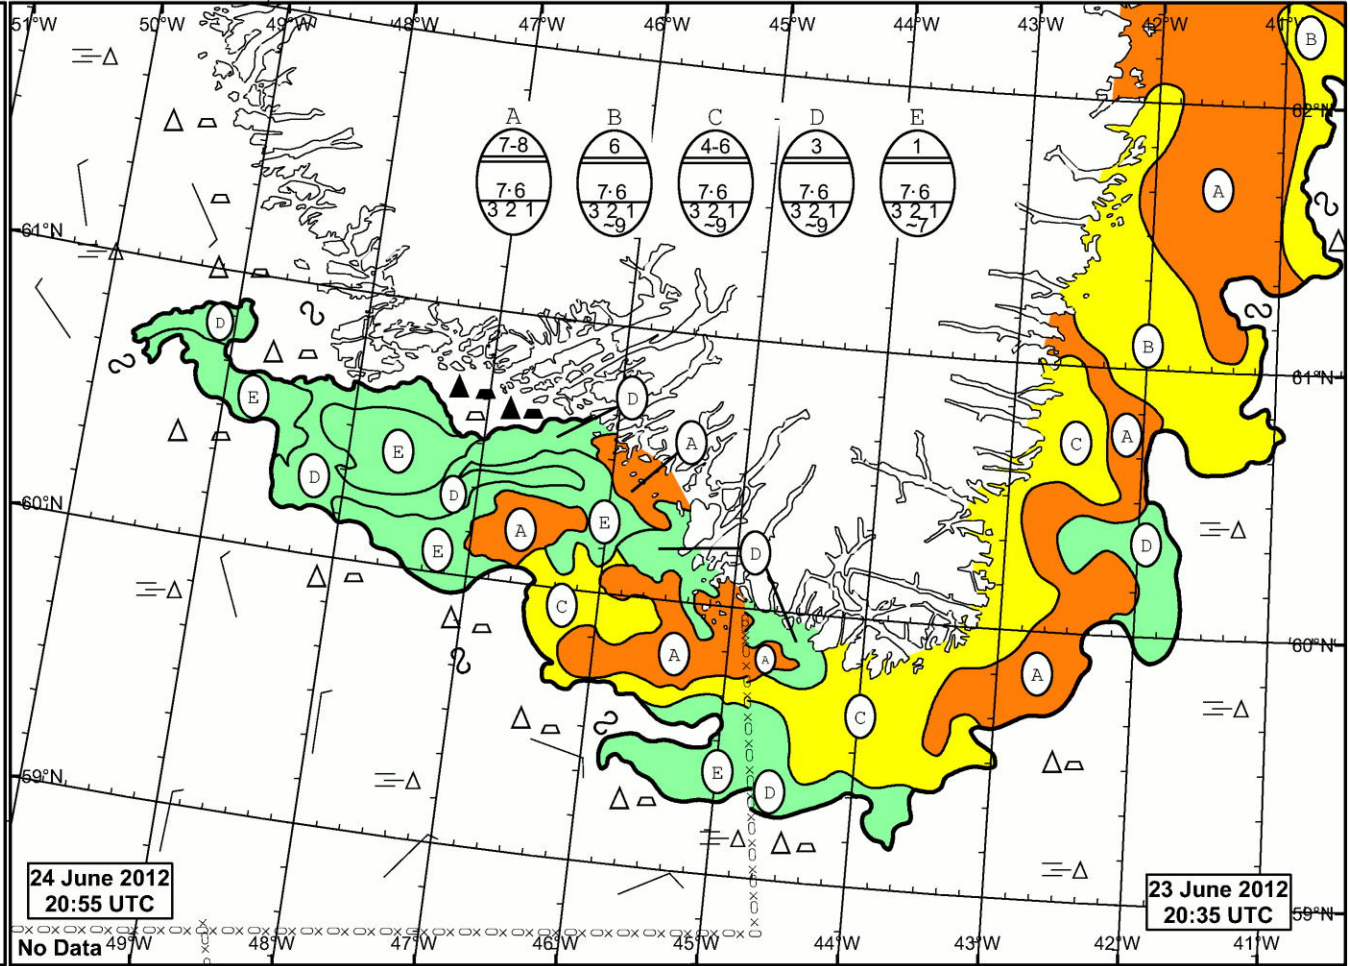 51°W 50°W 49°W 48°W 47°W 46°W 45°W 44°W 43°W 42°W 41°W
B
A B C D E
7-8 6 4-6 3 1
7·6 7·6 7·6 7·6 7·6
3 2 1 3 2 1 3 2 1 3 2 1 3 2 1
~9 ~9 ~9 ~7
62°N
A
61°N
D
B
61°N
E
D
A
C
A
E
D
D
60°N
A
E
E
D
D
C
60°N
A
A
A
C
59°N
E
D
24 June 2012
20:55 UTC
23 June 2012
20:35 UTC
59°N
No Data
49°W 48°W 47°W 46°W 45°W 44°W 43°W 42°W 41°W